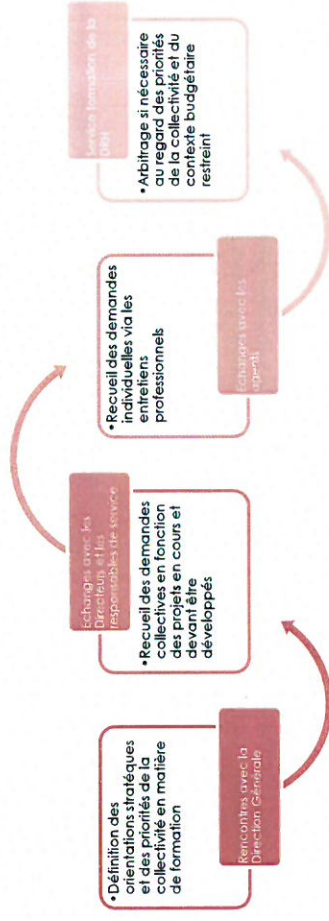 •Définition des
orientations stratéques
et des priorités de la
collectivité en matière
de formation
Rencontres avec la
Direction Générale
Echanges avec les
Directeurs et les
responsables de service
•Recueil des demandes
collectives en fonction
des projets en cours et
devant être
développés
•Recueil des demandes
individuelles via les
entretiens
professionnels
Echanges avec les
agents
Service formation de la
DRH
•Arbitrage si nécessaire
au regard des priorités
de la collectivité et du
contexte budgétaire
restreint